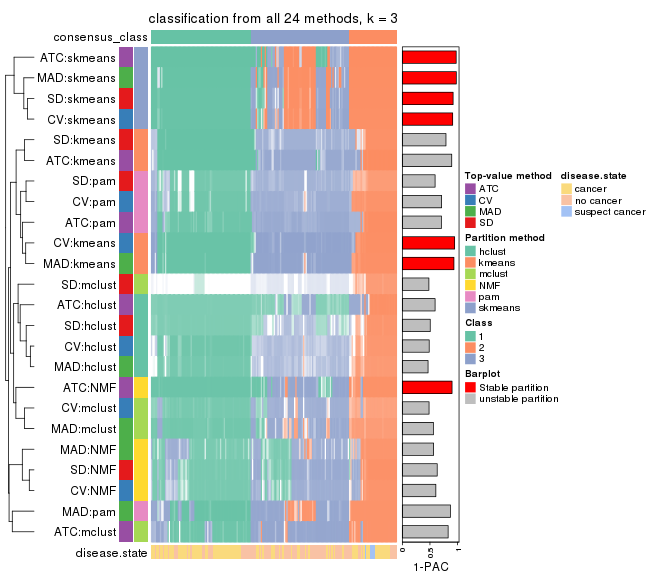 classification from all 24 methods, k = 3
consensus_class
ATC:skmeans
MAD:skmeans
SD:skmeans
CV:skmeans
SD:kmeans
ATC:kmeans
SD:pam
CV:pam
ATC:pam
CV:kmeans
MAD:kmeans
SD:mclust
ATC:hclust
SD:hclust
CV:hclust
MAD:hclust
ATC:NMF
CV:mclust
MAD:mclust
MAD:NMF
SD:NMF
CV:NMF
MAD:pam
ATC:mclust
disease.state
0
0.5
1
1-PAC
Top-value method
ATC
CV
MAD
SD
Partition method
hclust
kmeans
mclust
NMF
pam
skmeans
Class
1
2
3
Barplot
Stable partition
unstable partition
disease.state
cancer
no cancer
suspect cancer